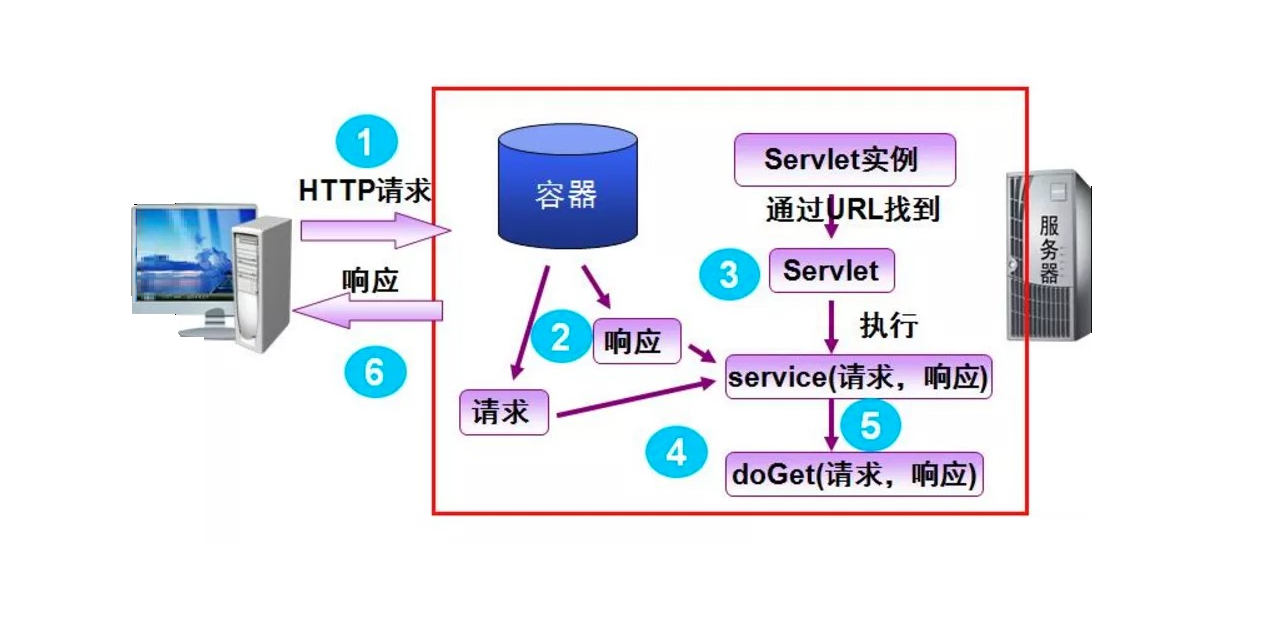 1
HTTP请求
响应
6
容器
2
响应
请求
Servlet实例
通过URL找到
3
Servlet
执行
service(请求，响应)
4
5
doGet(请求，响应)
服
务
器